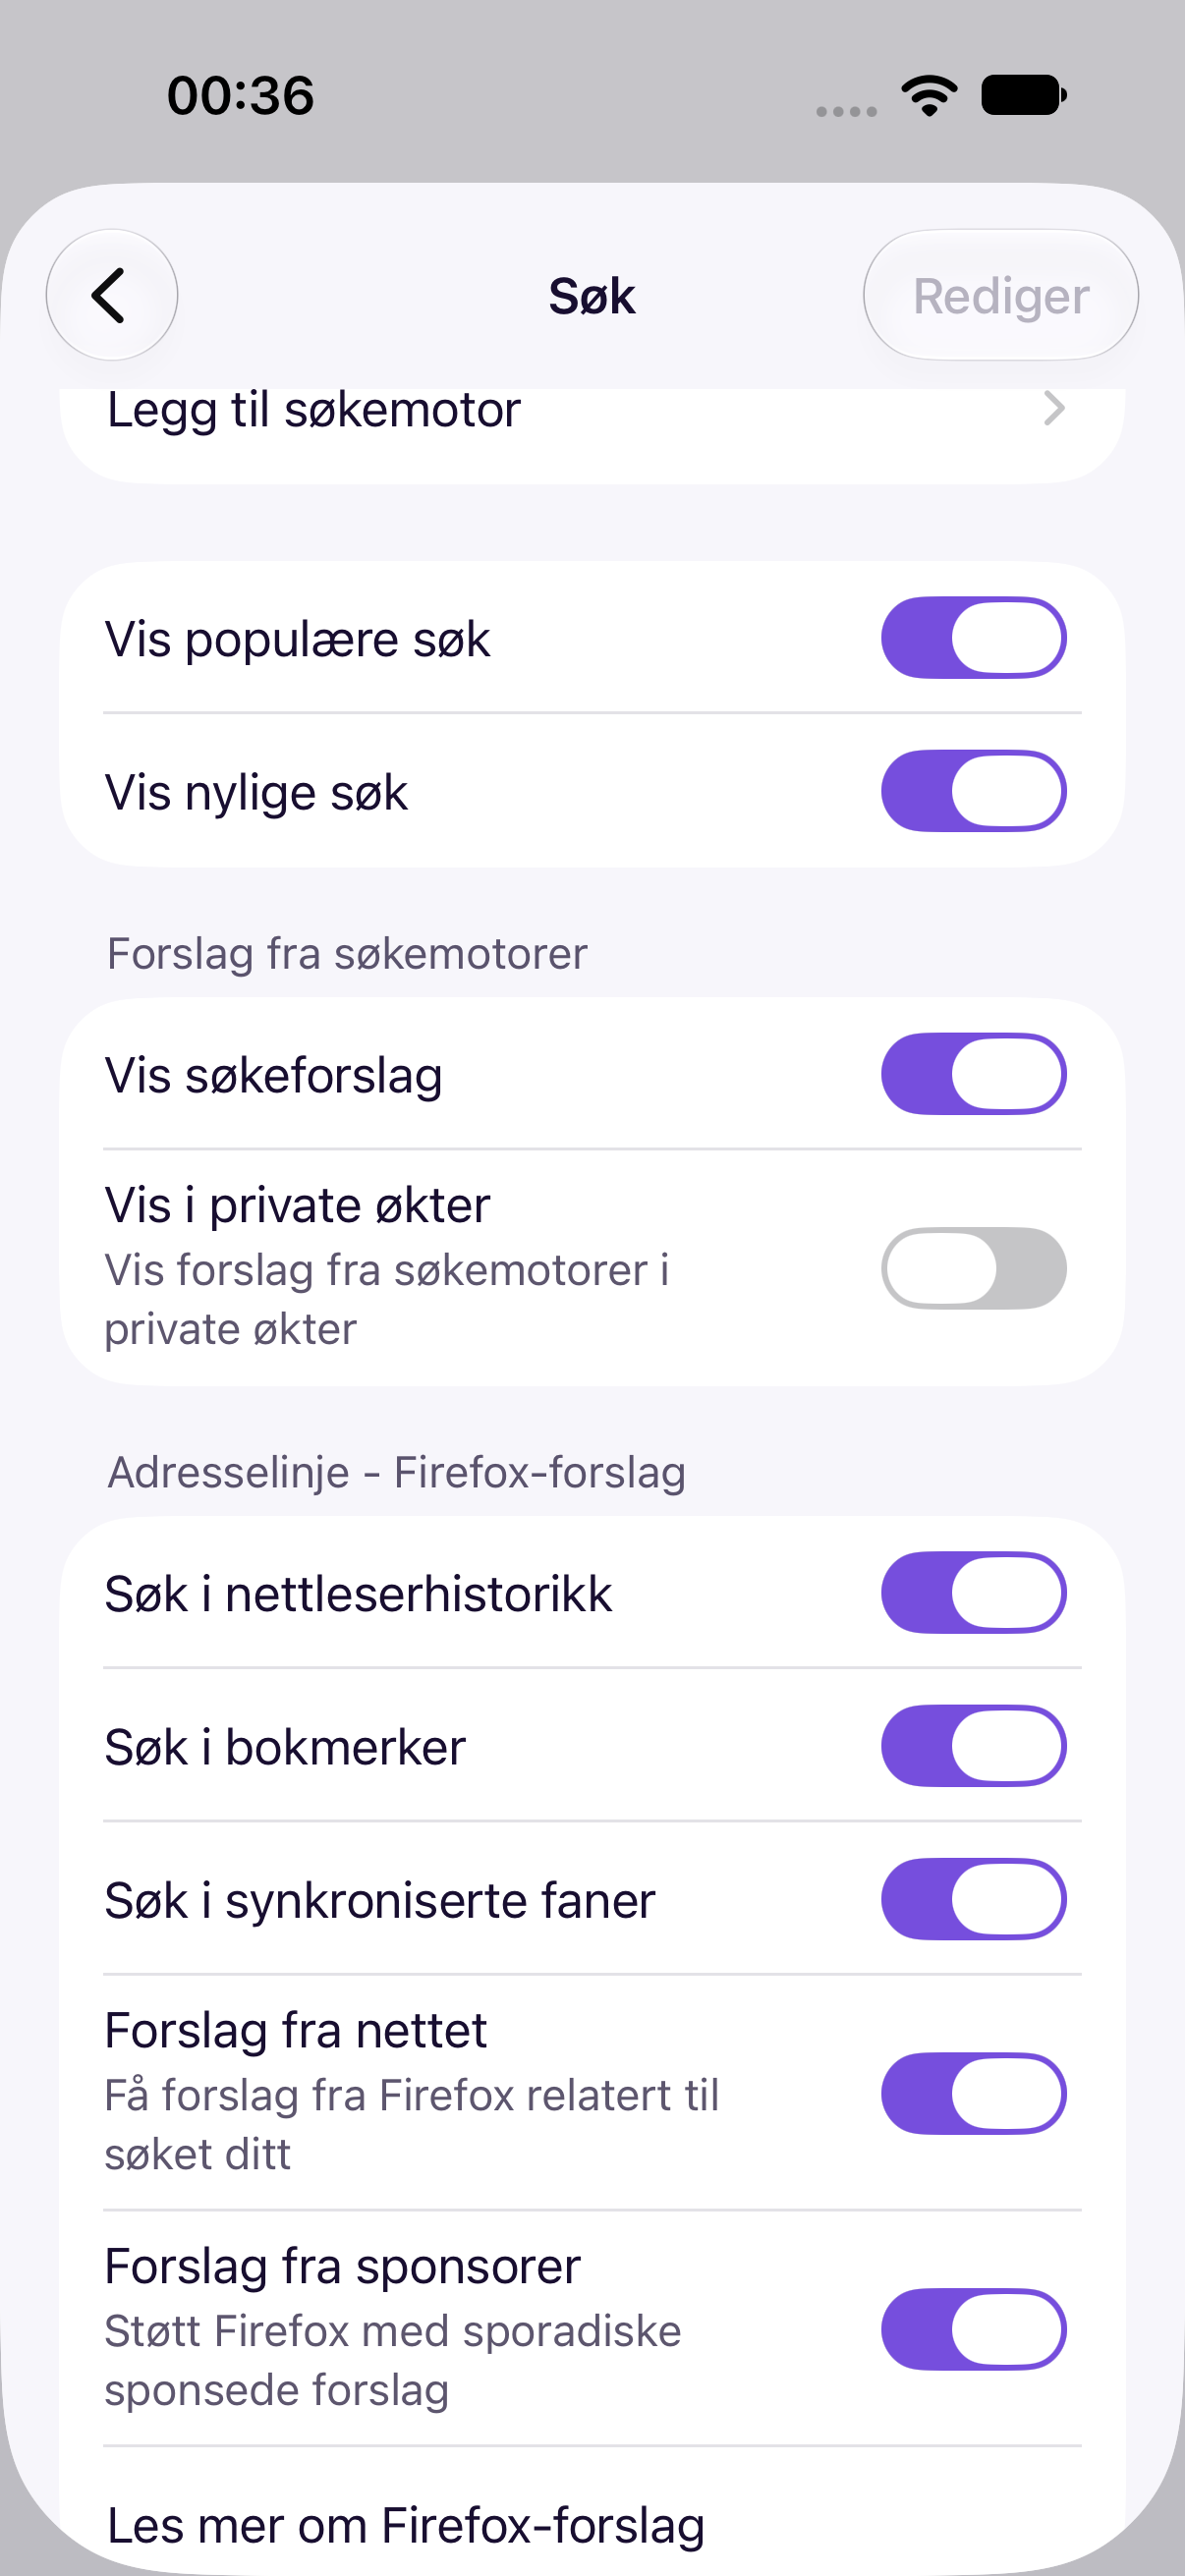 00:36
Søk
Rediger
Legg til søkemotor
Vis populære søk
Vis nylige søk
Forslag fra søkemotorer
Vis søkeforslag
Vis i private økter
Vis forslag fra søkemotorer i
private økter
Adresselinje - Firefox-forslag
Søk i nettleserhistorikk
Søk i bokmerker
Søk i synkroniserte faner
Forslag fra nettet
Få forslag fra Firefox relatert til
søket ditt
Forslag fra sponsorer
Støtt Firefox med sporadiske
sponsede forslag
Les mer om Firefox-forslag